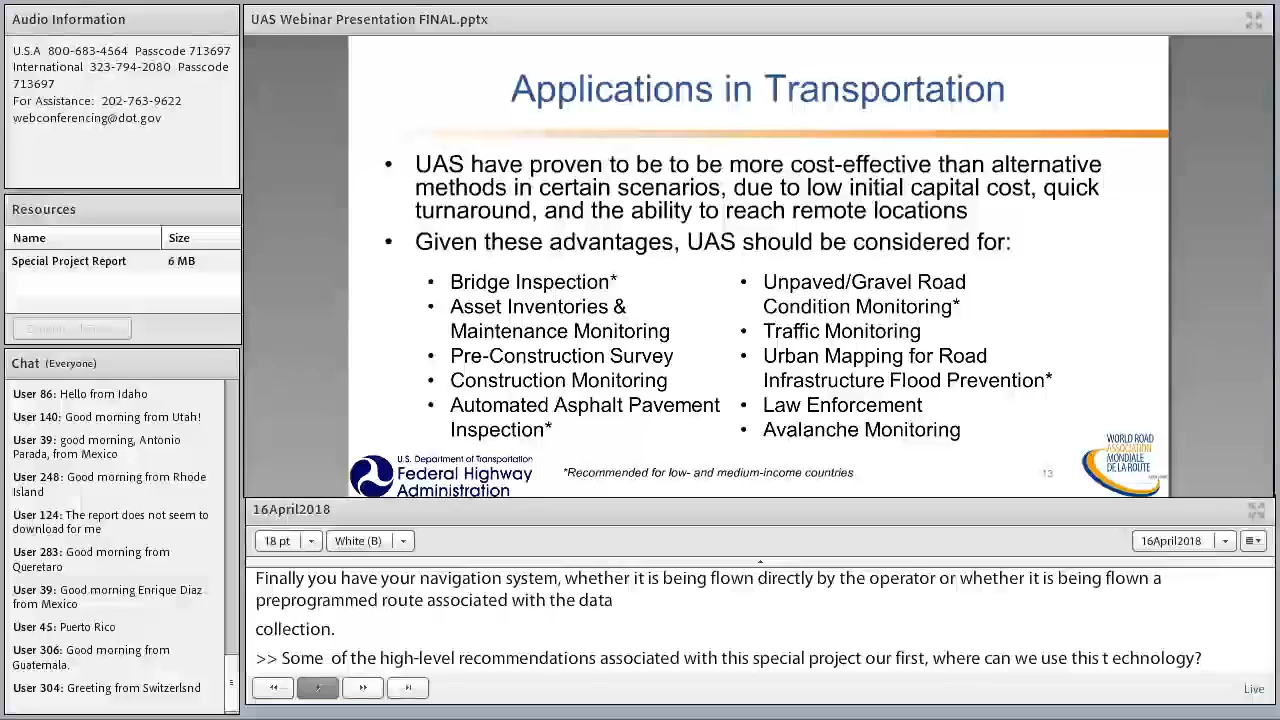 Audio Information
U.S.A 800-683-4564 Passcode 713697
International 323-794-2080 Passcode
713697
For Assistance: 202-763-9622
webconferencing@dot.gov
Resources
Name Size
Special Project Report 6 MB
Chat (Everyone)
User 86: Hello from Idaho
User 140: Good morning from Utah!
User 39: good morning, Antonio
Parada, from Mexico
User 248: Good morning from Rhode
Island
User 124: The report does not seem to
download for me
User 283: Good morning from
Queretaro
User 39: Good morning Enrique Diaz
from Mexico
User 45: Puerto Rico
User 306: Good morning from
Guatemala.
User 304: Greeting from Switzerlsnd
UAS Webinar Presentation FINAL.pptx
Applications in Transportation
• UAS have proven to be to be more cost-effective than alternative
methods in certain scenarios, due to low initial capital cost, quick
turnaround, and the ability to reach remote locations
• Given these advantages, UAS should be considered for:
• Bridge Inspection*
• Asset Inventories &
Maintenance Monitoring
• Pre-Construction Survey
• Construction Monitoring
• Automated Asphalt Pavement
Inspection*
• Unpaved/Gravel Road
Condition Monitoring*
• Traffic Monitoring
• Urban Mapping for Road
Infrastructure Flood Prevention*
• Law Enforcement
• Avalanche Monitoring
U.S. Department of Transportation
Federal Highway
Administration
*Recommended for low- and medium-income countries
13
WORLD ROAD
ASSOCIATION
MONDIALE
DE LA ROUTE
16April2018
18 pt White (B) 16April2018
Finally you have your navigation system, whether it is being flown directly by the operator or whether it is being flown a
preprogrammed route associated with the data
collection.
>> Some of the high-level recommendations associated with this special project our first, where can we use this t echnology?
Live